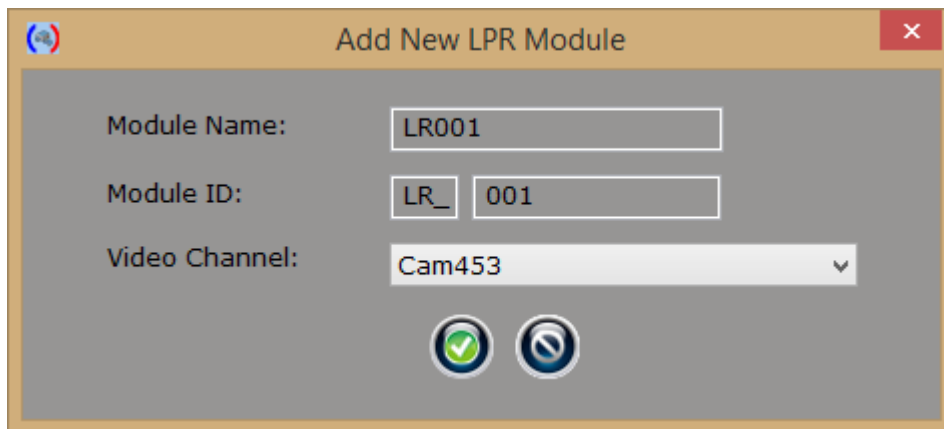 Add New LPR Module
Module Name: LR001
Module ID: LR_ 001
Video Channel: Cam453